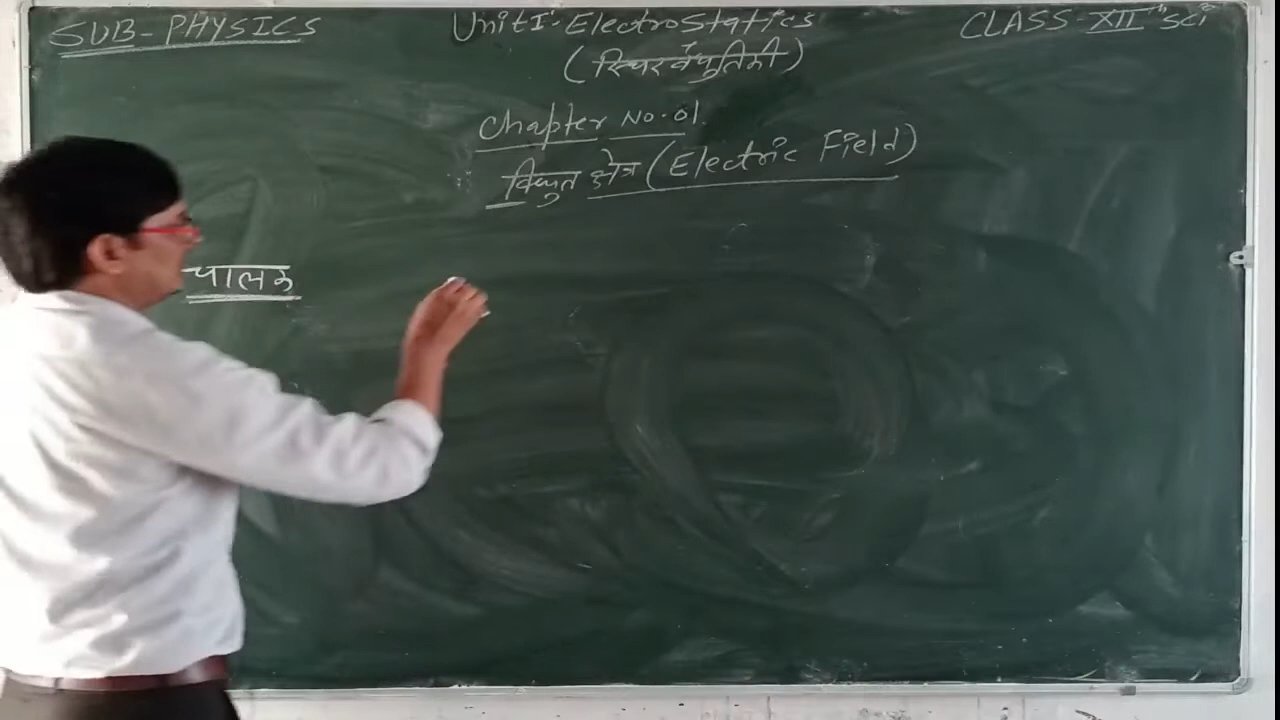 SUB- PHYSICS
Unit I. ElectroStatics
CLASS-XII "sci"
(स्थिरवैद्युतिकी)
Chapter No. 01.
विद्युत क्षेत्र (Electric Field)
चालक